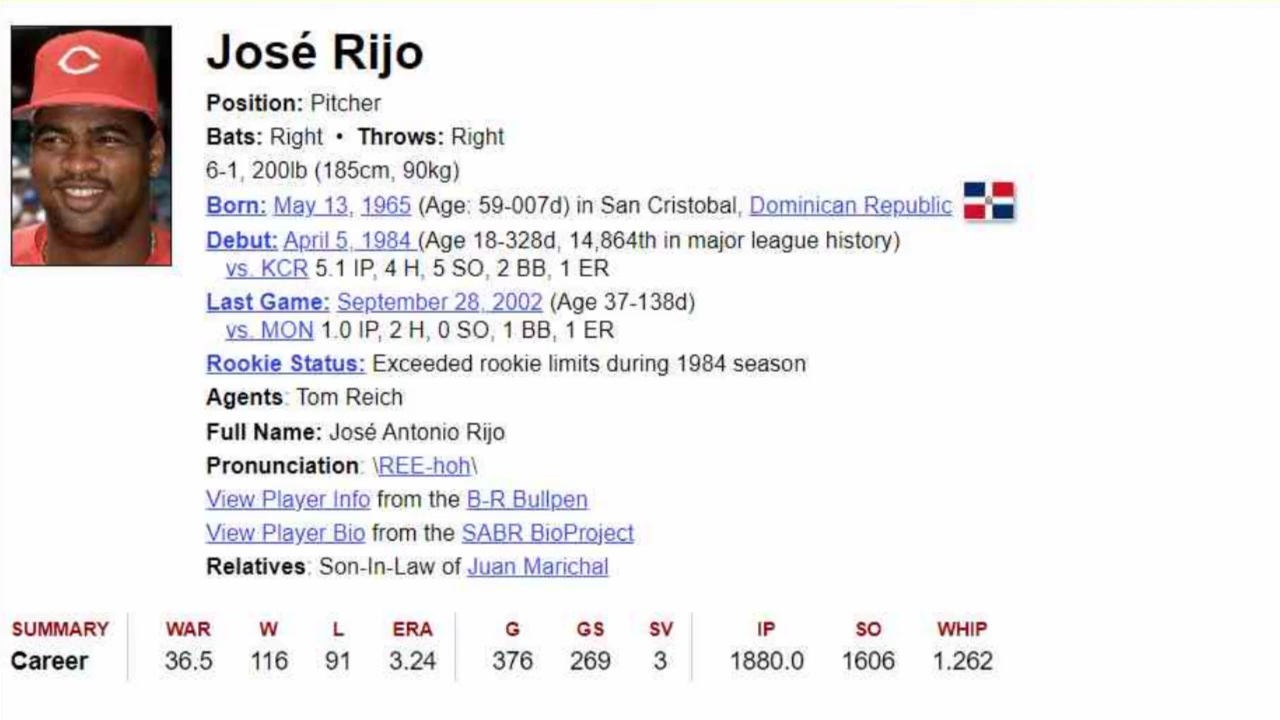 José Rijo
Position: Pitcher
Bats: Right • Throws: Right
6-1, 200lb (185cm, 90kg)
Born: May 13, 1965 (Age: 59-007d) in San Cristobal, Dominican Republic
Debut: April 5, 1984 (Age 18-328d, 14,864th in major league history)
vs. KCR 5.1 IP, 4 H, 5 SO, 2 BB, 1 ER
Last Game: September 28, 2002 (Age 37-138d)
vs. MON 1.0 IP, 2 H, 0 SO, 1 BB, 1 ER
Rookie Status: Exceeded rookie limits during 1984 season
Agents: Tom Reich
Full Name: José Antonio Rijo
Pronunciation: \REE-hoh\
View Player Info from the B-R Bullpen
View Player Bio from the SABR BioProject
Relatives: Son-In-Law of Juan Marichal
SUMMARY WAR W L ERA G GS SV IP SO WHIP
Career 36.5 116 91 3.24 376 269 3 1880.0 1606 1.262